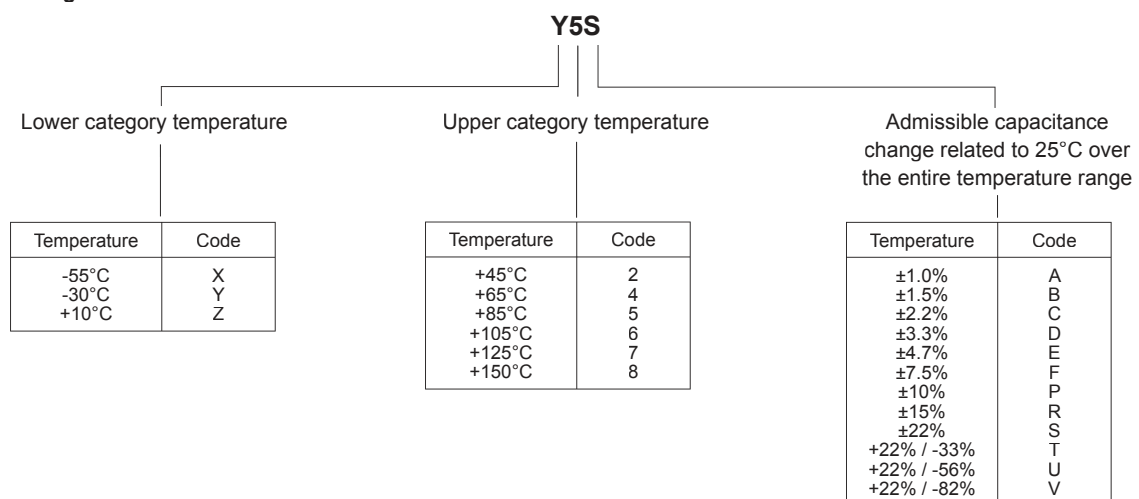 Y5S
Lower category temperature
Temperature Code
-55°C X
-30°C Y
+10°C Z
Upper category temperature
Temperature Code
+45°C 2
+65°C 4
+85°C 5
+105°C 6
+125°C 7
+150°C 8
Admissible capacitance
change related to 25°C over
the entire temperature range
Temperature Code
±1.0% A
±1.5% B
±2.2% C
±3.3% D
±4.7% E
±7.5% F
±10% P
±15% R
±22% S
+22% / -33% T
+22% / -56% U
+22% / -82% V